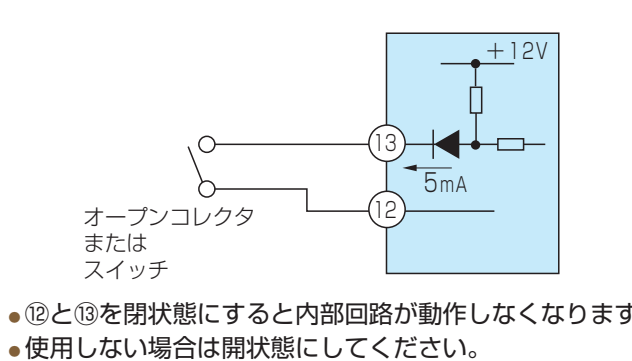 ＋12V
⑬
5mA
⑫
オープンコレクタ
または
スイッチ
●⑫と⑬を閉状態にすると内部回路が動作しなくなります
●使用しない場合は開状態にしてください。